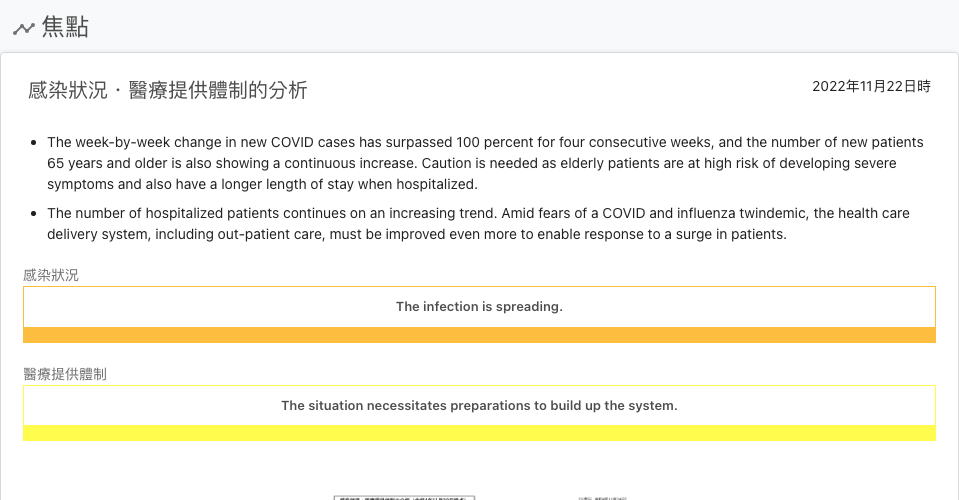 焦點
感染狀況・醫療提供體制的分析
2022年11月22日時
The week-by-week change in new COVID cases has surpassed 100 percent for four consecutive weeks, and the number of new patients
65 years and older is also showing a continuous increase. Caution is needed as elderly patients are at high risk of developing severe
symptoms and also have a longer length of stay when hospitalized.
The number of hospitalized patients continues on an increasing trend. Amid fears of a COVID and influenza twindemic, the health care
delivery system, including out-patient care, must be improved even more to enable response to a surge in patients.
感染狀況
The infection is spreading.
醫療提供體制
The situation necessitates preparations to build up the system.